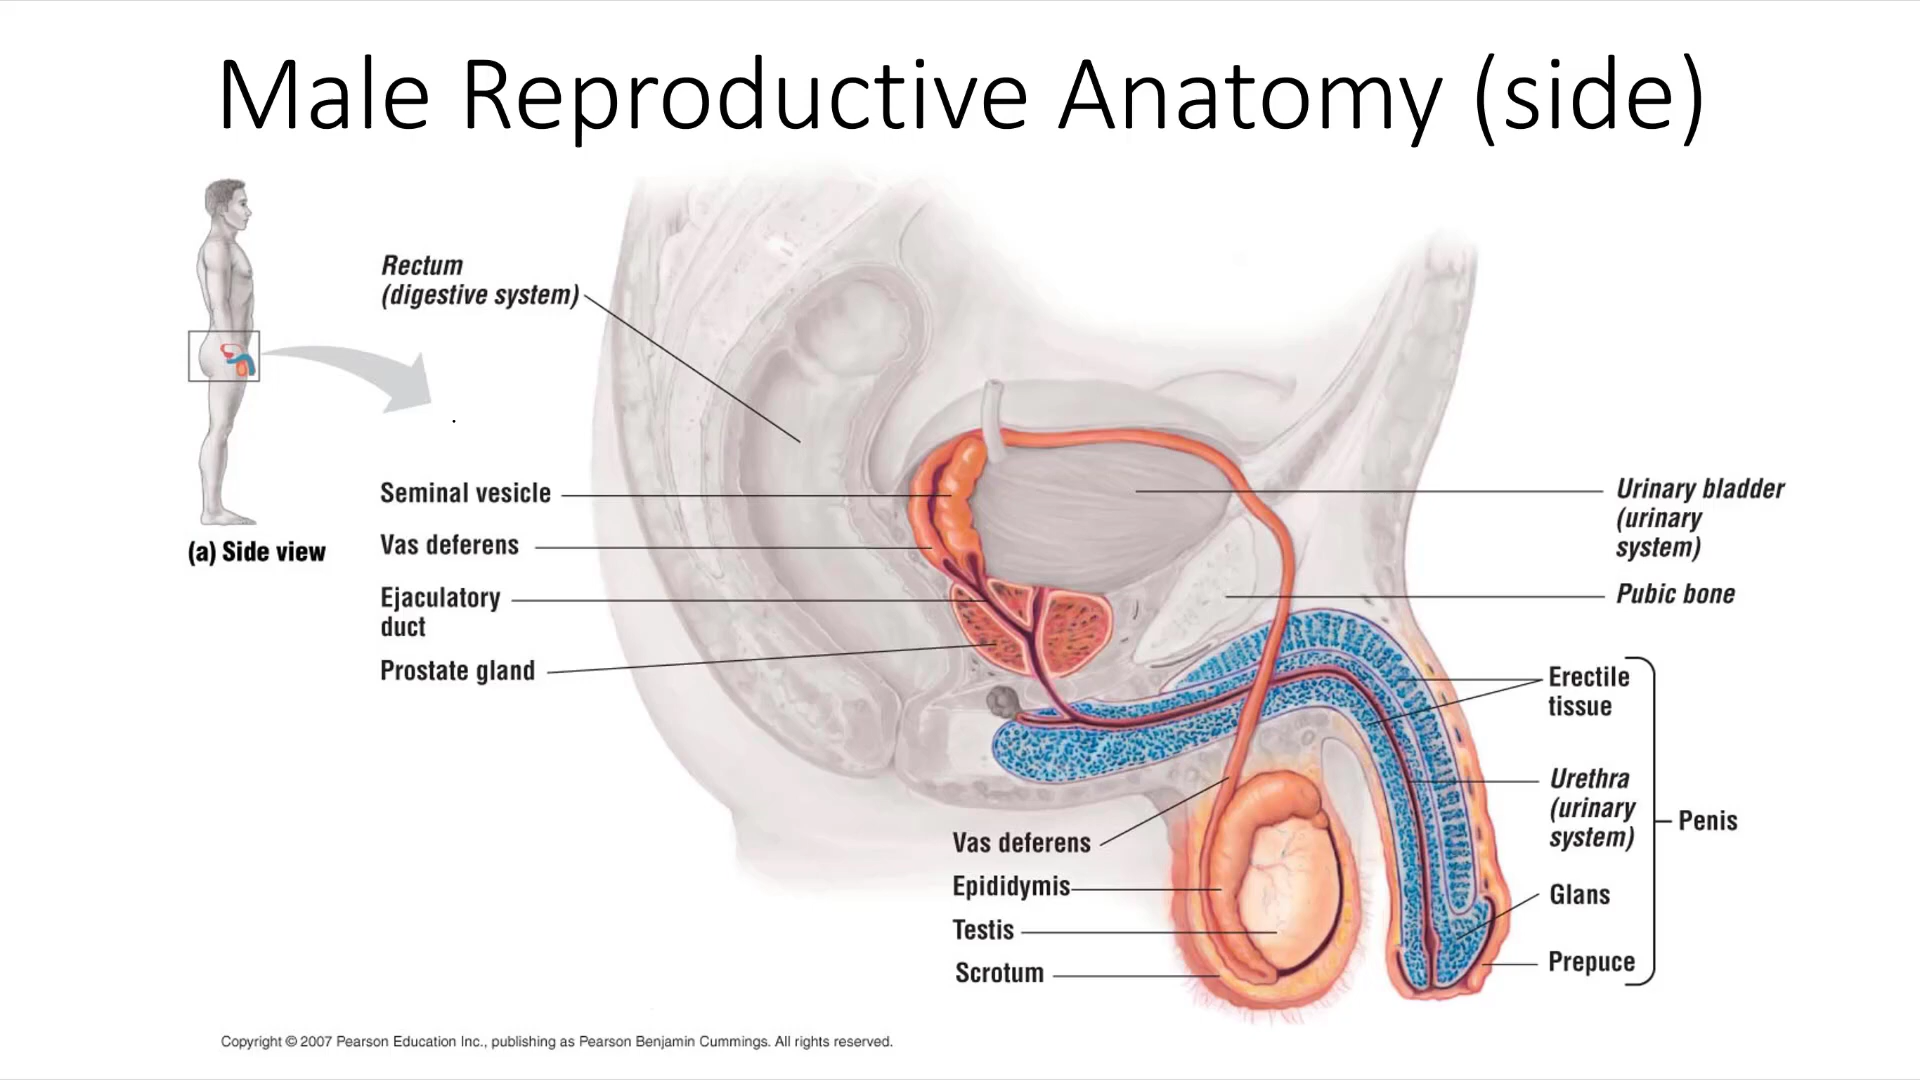 Male Reproductive Anatomy (side)
Rectum
(digestive system)
Seminal vesicle
(a) Side view
Vas deferens
Ejaculatory
duct
Prostate gland
Urinary bladder
(urinary
system)
Pubic bone
Erectile
tissue
Urethra
(urinary
system)
Penis
Glans
Prepuce
Vas deferens
Epididymis
Testis
Scrotum
Copyright © 2007 Pearson Education Inc., publishing as Pearson Benjamin Cummings. All rights reserved.